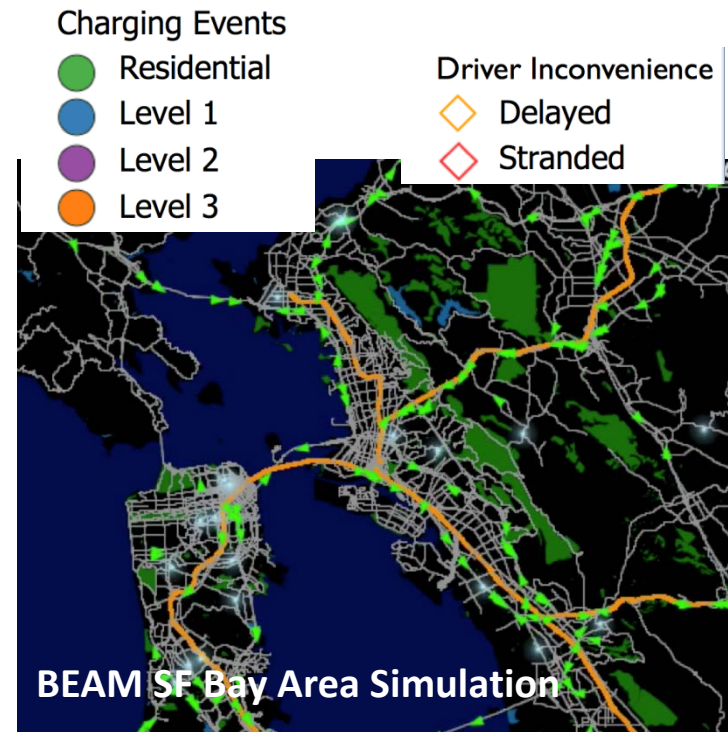 Charging Events
Residential
Level 1
Level 2
Level 3
Driver Inconvenience
Delayed
Stranded
BEAM SF Bay Area Simulation